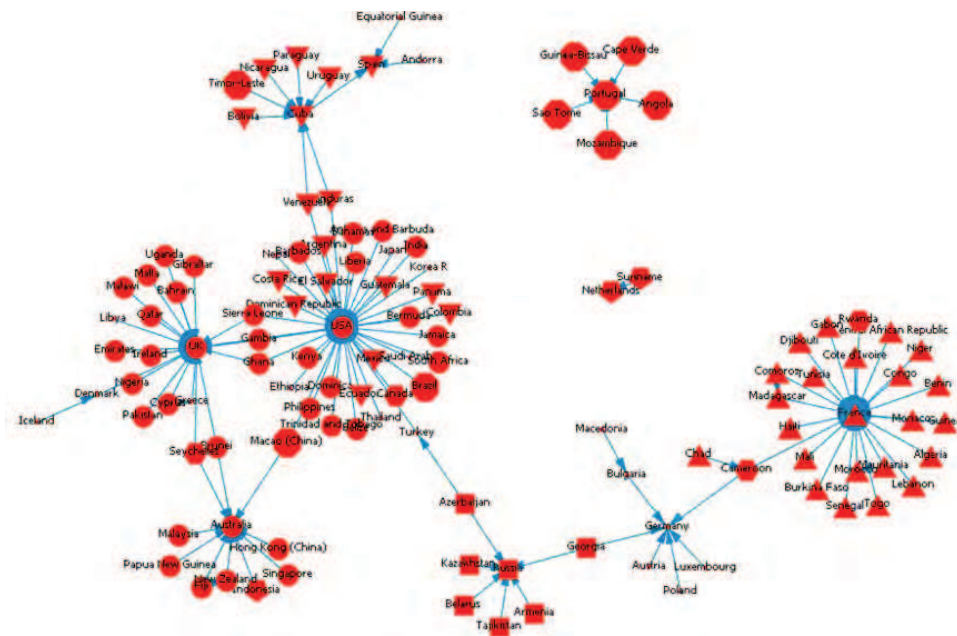 Equatorial Guinea
Paraguay
Nicaragua
Spain
Andorra
Uruguay
Timor-Leste
Bolivia
Cuba
Guinea-Bissau
Cape Verde
Portugal
Sao Tome
Angola
Mozambique
Venezuela
Suriname
Netherlands
Uganda
Gibraltar
Malta
Bahrain
Malawi
Libya
Qatar
Emirates
Ireland
UK
Nigeria
Cyprus
Greece
Pakistan
Denmark
Iceland
Seychelles
Brunei
Sierra Leone
Gambia
Ghana
Argentina
Nepal
Barbados
Liberia
Japan
India
Costa Rica
El Salvador
Guatemala
Korea R
Dominican Republic
Panama
Colombia
Bermuda
USA
Jamaica
Kenya
Mexico
South Africa
Ethiopia
Dominica
Ecuador
Canada
Brazil
Philippines
Trinidad and Tobago
Thailand
Macao (China)
Turkey
Azerbaijan
Malaysia
Australia
Hong Kong (China)
Papua New Guinea
New Zealand
Singapore
Fiji
Indonesia
Kazakhstan
Russia
Georgia
Belarus
Armenia
Tajikistan
Macedonia
Bulgaria
Germany
Austria
Luxembourg
Poland
Chad
Cameroon
Rwanda
Gabon
African Republic
Djibouti
Cote d'Ivoire
Niger
Comoros
Tunisia
Congo
Benin
Madagascar
France
Haiti
Monaco
Guinea
Mali
Morocco
Mauritania
Algeria
Burkina Faso
Lebanon
Senegal
Togo